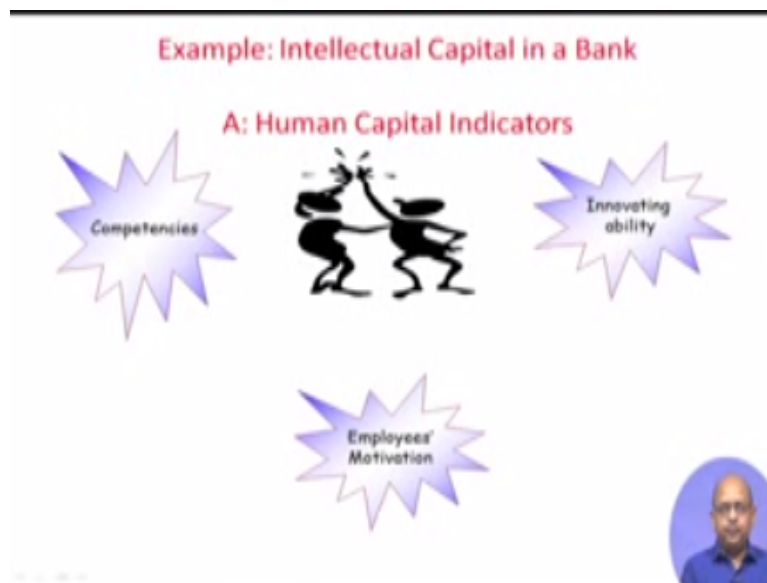 Example: Intellectual Capital in a Bank
A: Human Capital Indicators
Competencies
Innovating
ability
Employees'
Motivation